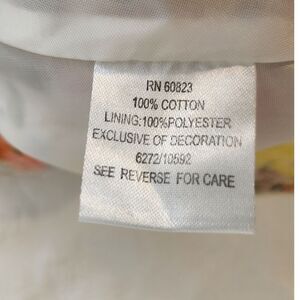 RN 60823
100% COTTON
LINING:100%POLYESTER
EXCLUSIVE OF DECORATION
6272/10592
SEE REVERSE FOR CARE